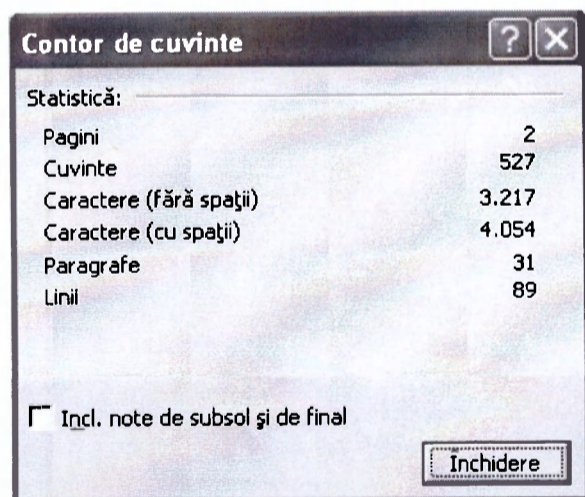 Contor de cuvinte
Statistică:
Pagini 2
Cuvinte 527
Caractere (fără spaţii) 3.217
Caractere (cu spaţii) 4.054
Paragrafe 31
Linii 89
Incl. note de subsol şi de final
Închidere